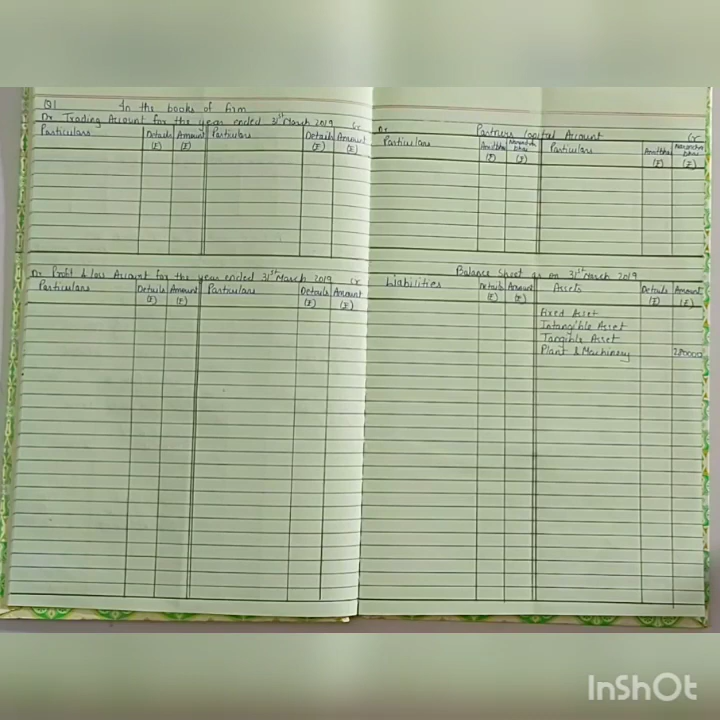 Q1 In the books of firm
Dr Trading Account for the year ended 31st March 2019 Cr
Particulars Details (₹) Amount (₹) Particulars Details (₹) Amount (₹)
Dr Profit & Loss Account for the year ended 31st March 2019 Cr
Particulars Details (₹) Amount (₹) Particulars Details (₹) Amount (₹)
Dr Partners Capital Account Cr
Particulars (₹) (₹) Particulars (₹)
Balance Sheet as on 31st March 2019
Liabilities Details (₹) Amount (₹) Assets Details (₹) Amount (₹)
Fixed Asset
Intangible Asset
Tangible Asset
Plant & Machinery 280000
InShOt